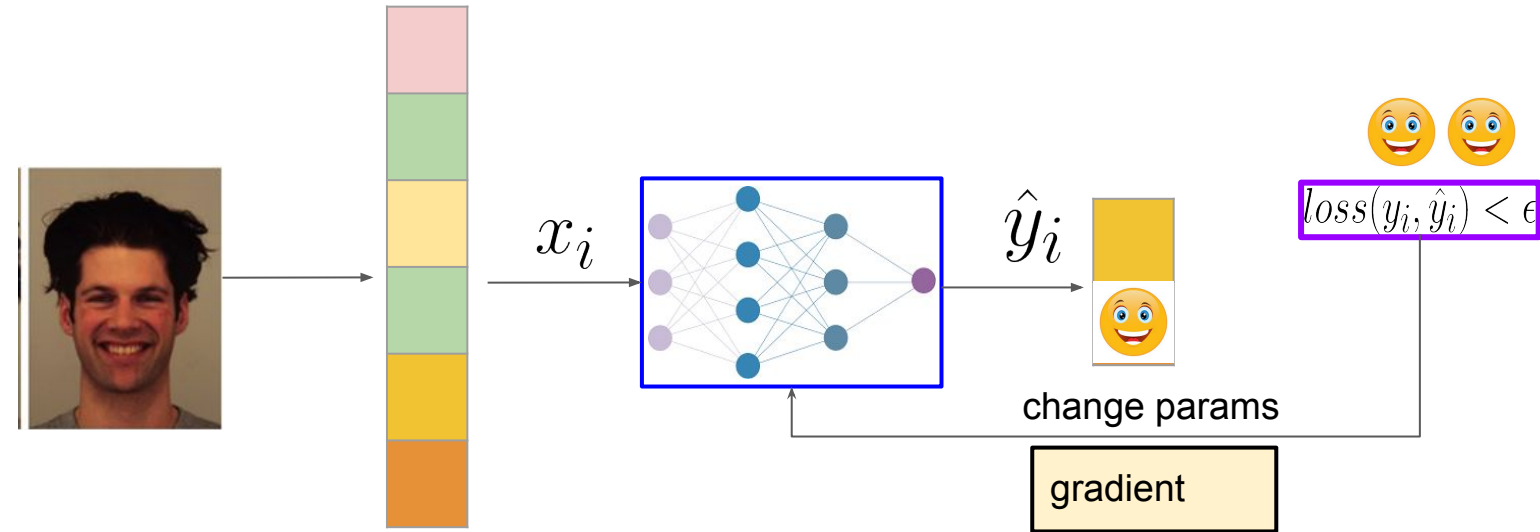 x_i
ŷ_i
loss(y_i, ŷ_i) < ϵ
change params
gradient